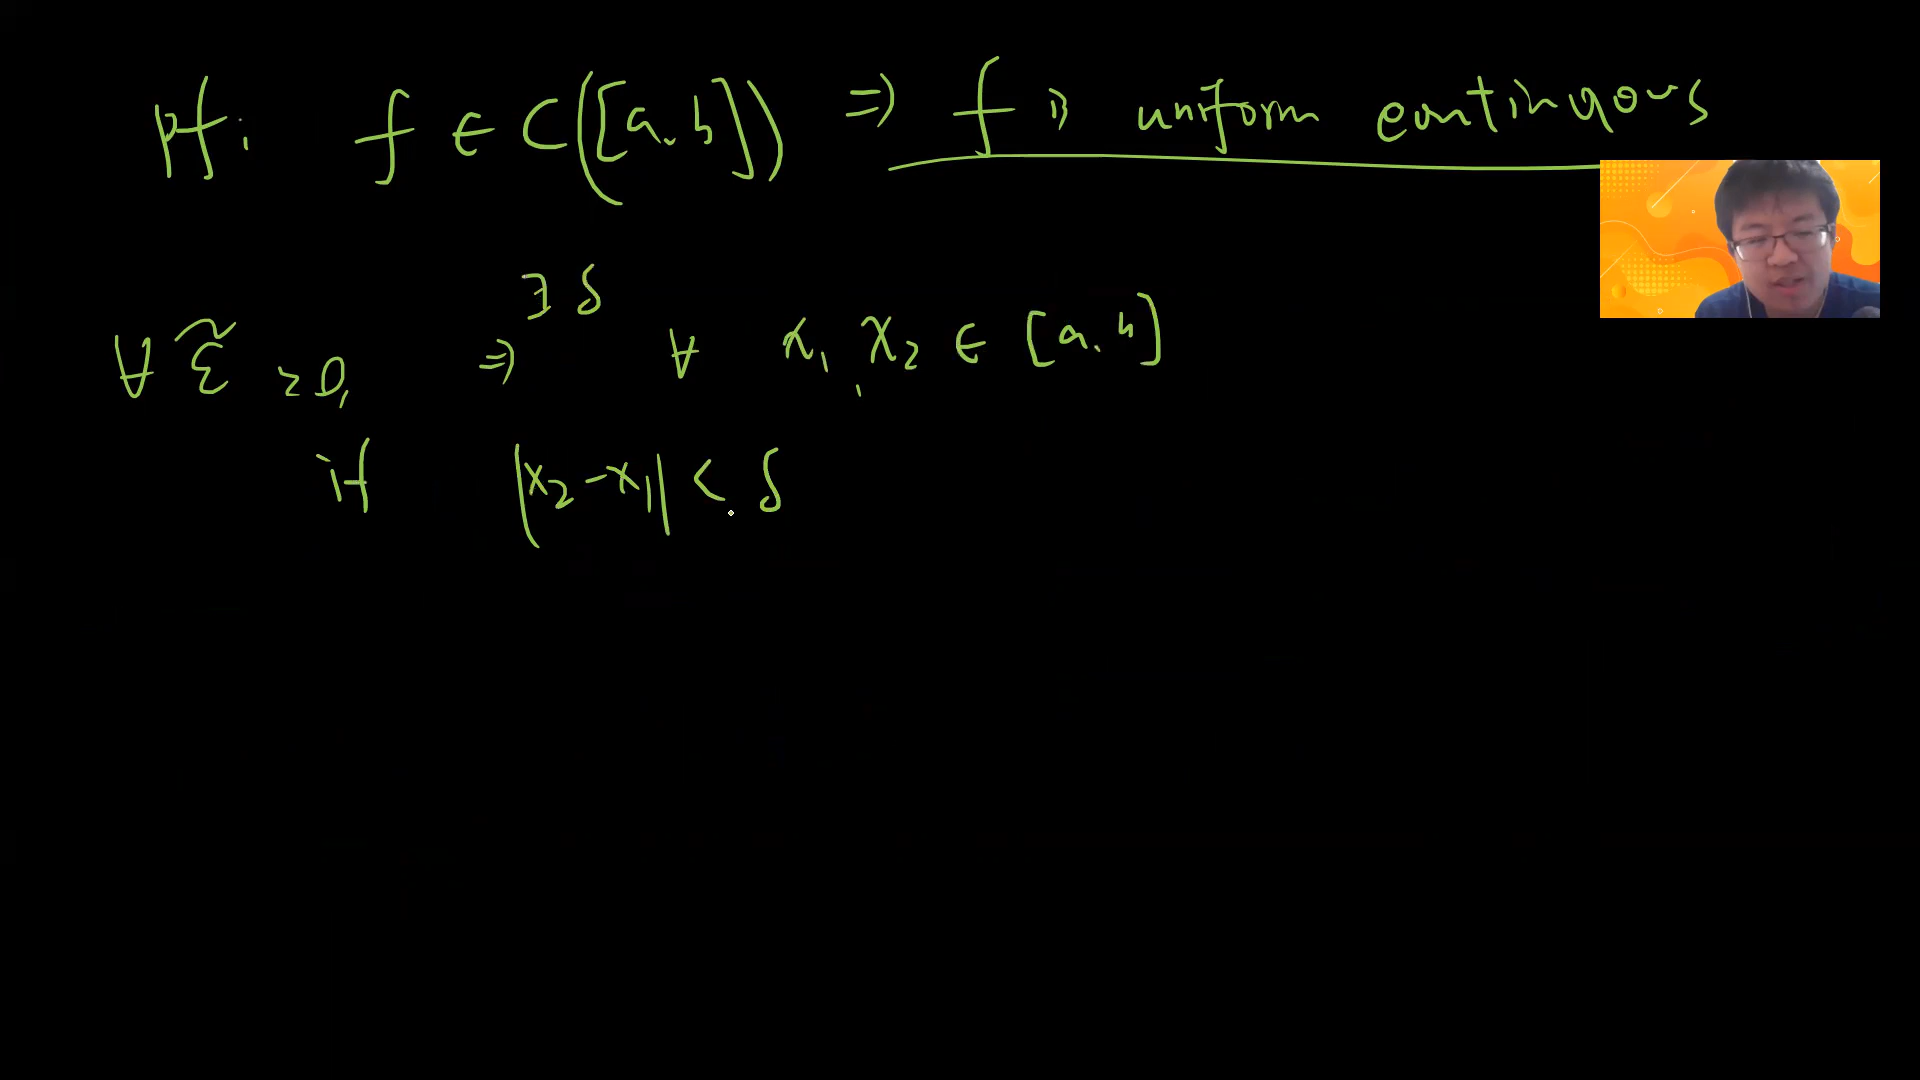 pf: f ∈ C([a,b]) ⇒ f is uniform continuous
∀ ε̃ >0, ⇒ ∃ δ ∀ x₁, x₂ ∈ [a,b]
if |x₂-x₁| < δ